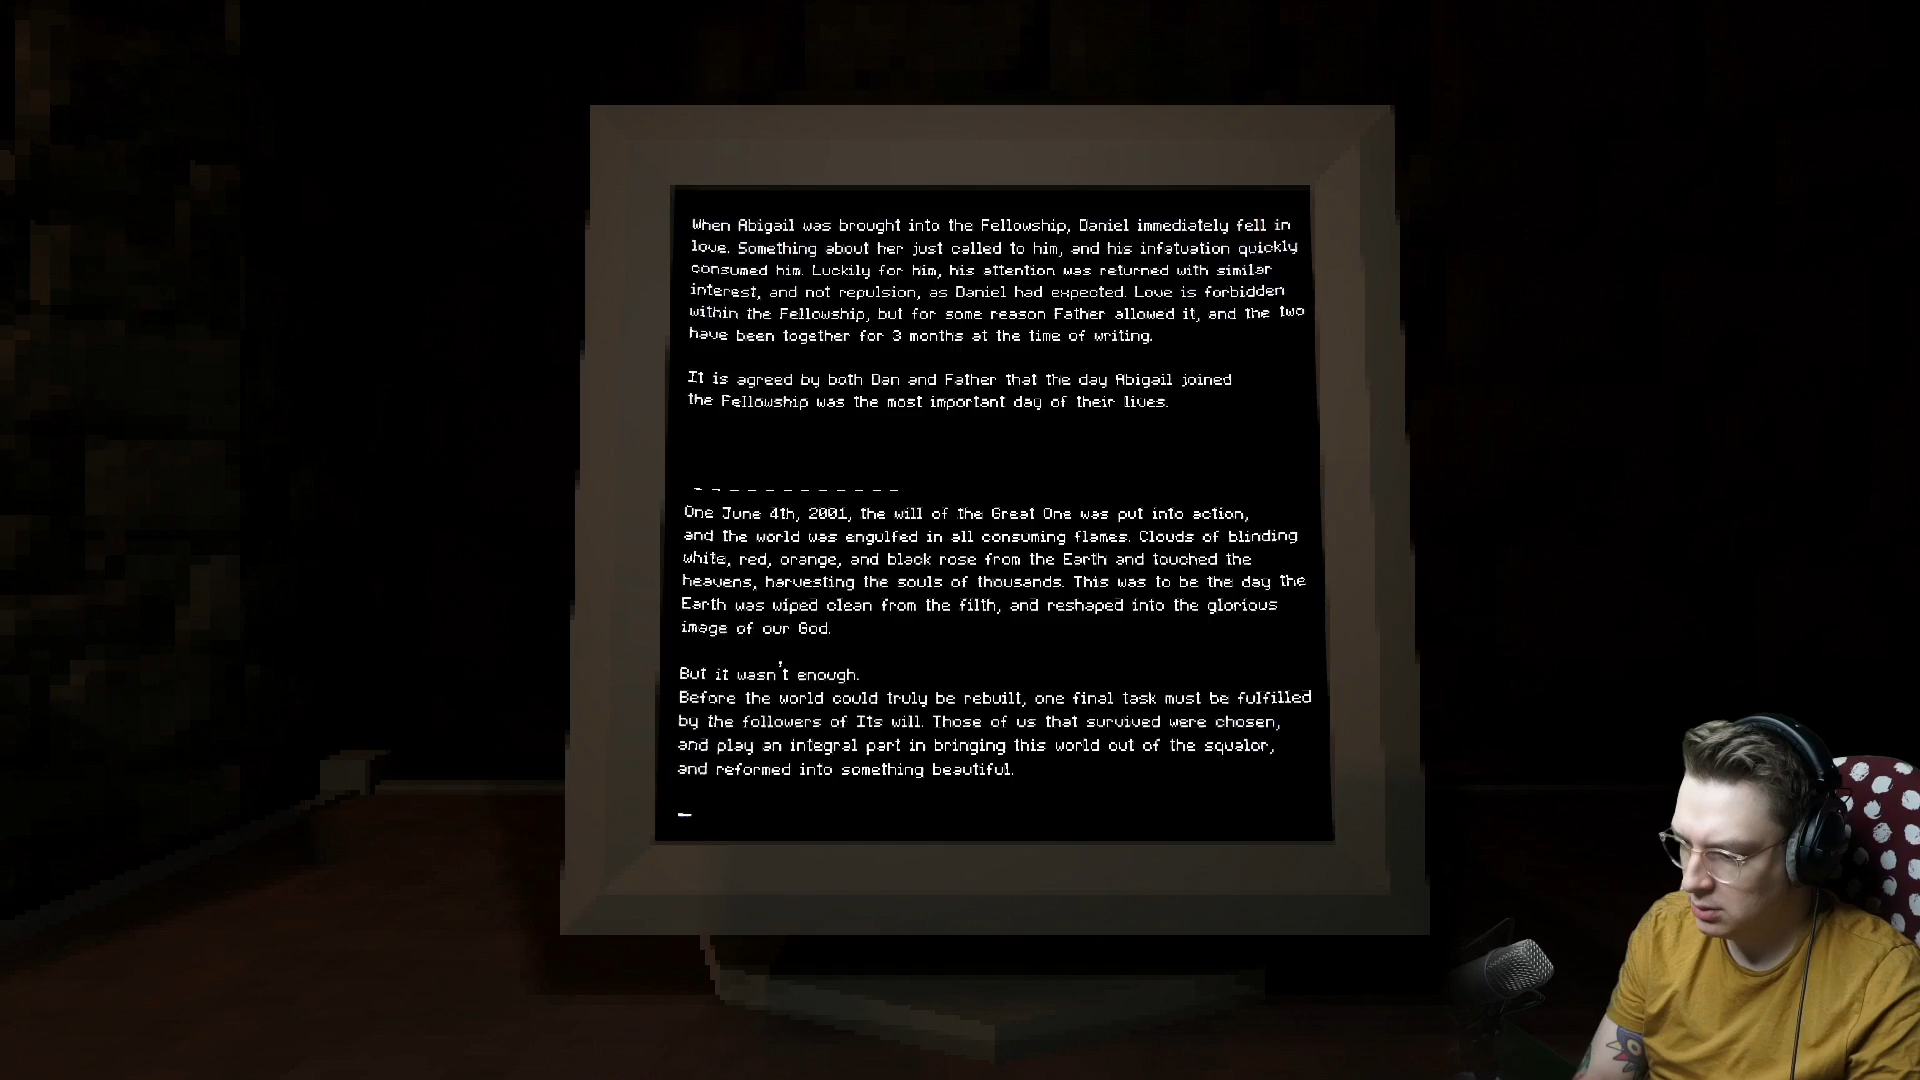 When Abigail was brought into the Fellowship, Daniel immediately fell in
love. Something about her just called to him, and his infatuation quickly
consumed him. Luckily for him, his attention was returned with similar
interest, and not repulsion, as Daniel had expected. Love is forbidden
within the Fellowship, but for some reason Father allowed it, and the two
have been together for 3 months at the time of writing.
It is agreed by both Dan and Father that the day Abigail joined
the Fellowship was the most important day of their lives.
_ _ _ _ _ _ _ _ _ _ _ _
One June 4th, 2001, the will of the Great One was put into action,
and the world was engulfed in all consuming flames. Clouds of blinding
white, red, orange, and black rose from the Earth and touched the
heavens, harvesting the souls of thousands. This was to be the day the
Earth was wiped clean from the filth, and reshaped into the glorious
image of our God.
But it wasn't enough.
Before the world could truly be rebuilt, one final task must be fulfilled
by the followers of Its will. Those of us that survived were chosen,
and play an integral part in bringing this world out of the squalor,
and reformed into something beautiful.
_